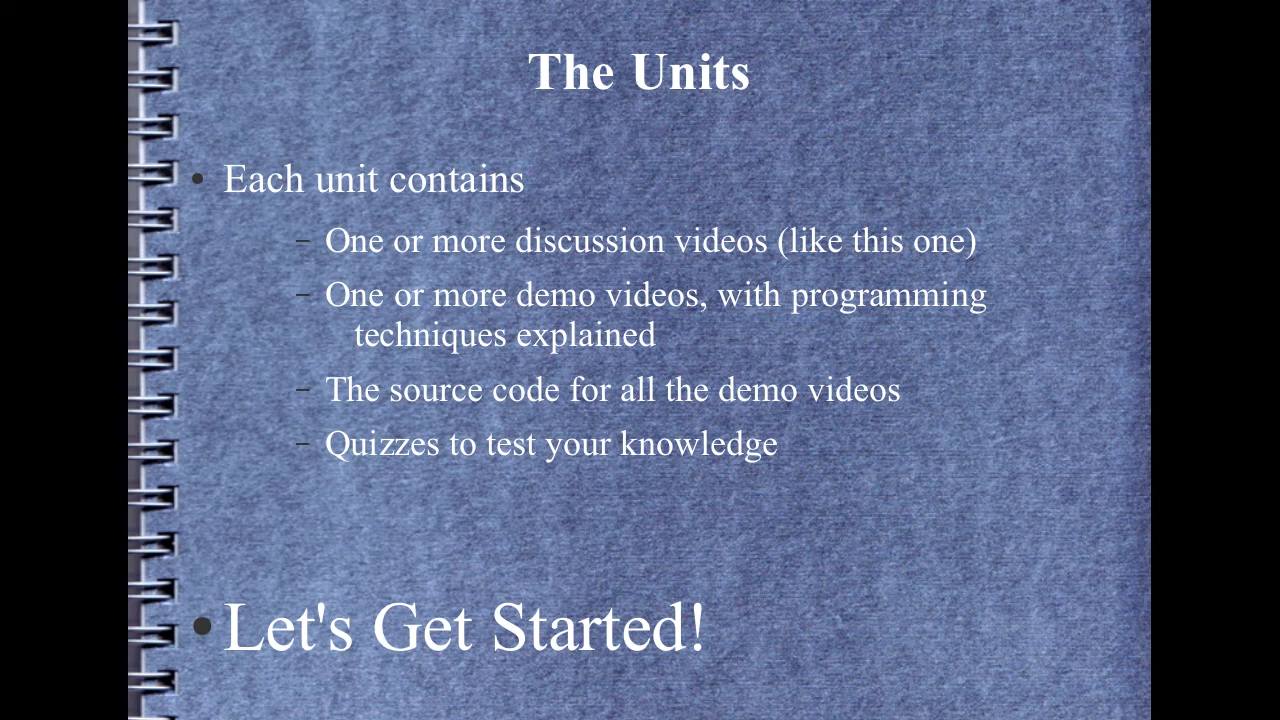 The Units
• Each unit contains
– One or more discussion videos (like this one)
– One or more demo videos, with programming
techniques explained
– The source code for all the demo videos
– Quizzes to test your knowledge
• Let's Get Started!